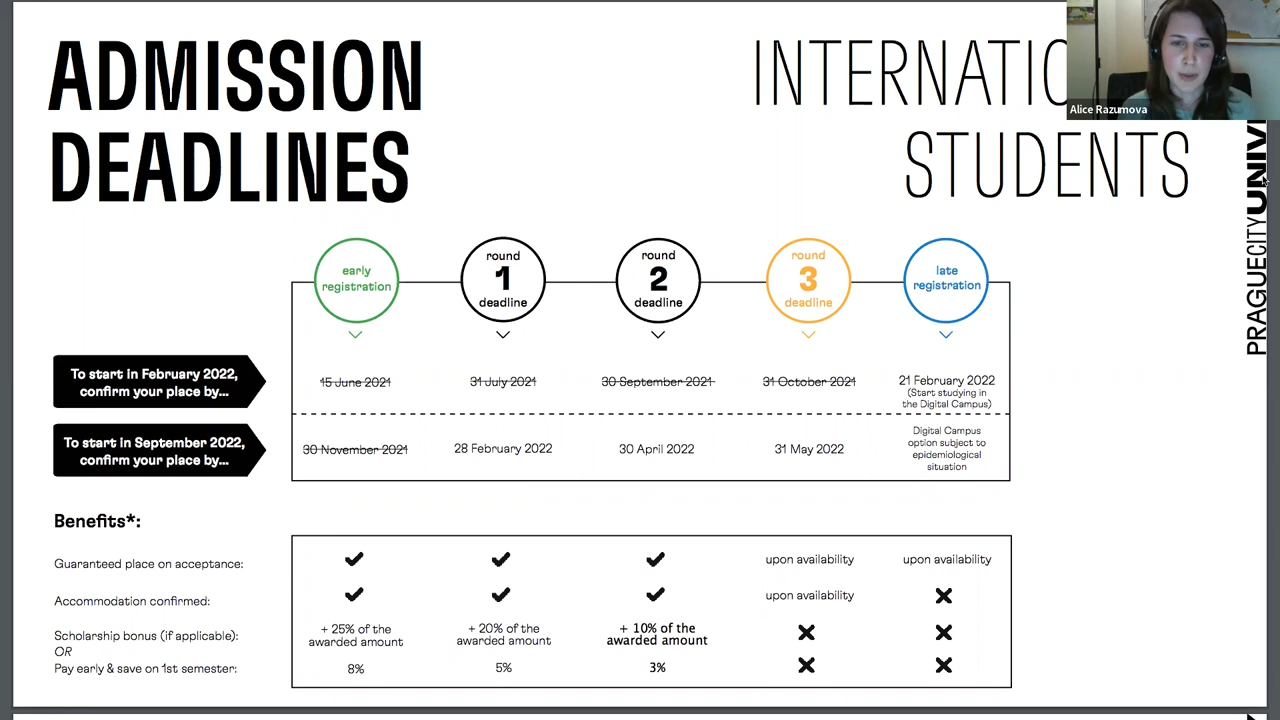 ADMISSION
DEADLINES
INTERNATIO
STUDENTS
Alice Razumova
PRAGUECITYUNIV
early
registration
round
1
deadline
round
2
deadline
round
3
deadline
late
registration
To start in February 2022,
confirm your place by...
15 June 2021
31 July 2021
30 September 2021
31 October 2021
21 February 2022
(Start studying in
the Digital Campus)
To start in September 2022,
confirm your place by...
30 November 2021
28 February 2022
30 April 2022
31 May 2022
Digital Campus
option subject to
epidemiological
situation
Benefits*:
Guaranteed place on acceptance:
upon availability
upon availability
Accommodation confirmed:
upon availability
Scholarship bonus (if applicable):
OR
+ 25% of the
awarded amount
+ 20% of the
awarded amount
+ 10% of the
awarded amount
Pay early & save on 1st semester:
8%
5%
3%